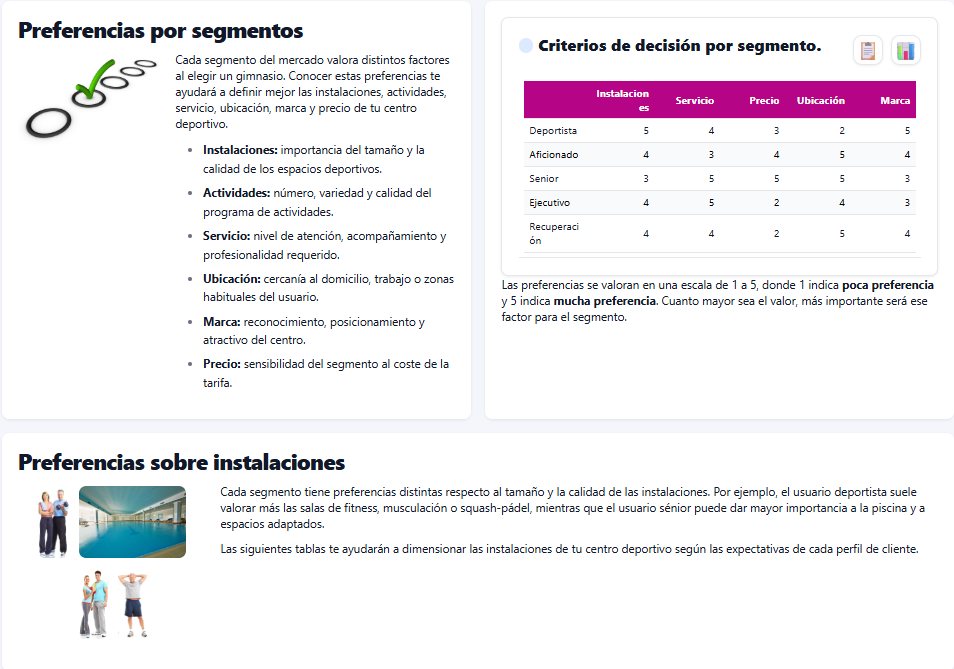 Preferencias por segmentos
Cada segmento del mercado valora distintos factores
al elegir un gimnasio. Conocer estas preferencias te
ayudará a definir mejor las instalaciones, actividades,
servicio, ubicación, marca y precio de tu centro
deportivo.
Instalaciones: importancia del tamaño y la
calidad de los espacios deportivos.
Actividades: número, variedad y calidad del
programa de actividades.
Servicio: nivel de atención, acompañamiento y
profesionalidad requerido.
Ubicación: cercanía al domicilio, trabajo o zonas
habituales del usuario.
Marca: reconocimiento, posicionamiento y
atractivo del centro.
Precio: sensibilidad del segmento al coste de la
tarifa.
Criterios de decisión por segmento.
Instalacion
es Servicio Precio Ubicación Marca
Deportista 5 4 3 2 5
Aficionado 4 3 4 5 4
Senior 3 5 5 5 3
Ejecutivo 4 5 2 4 3
Recuperaci
ón 4 4 2 5 4
Las preferencias se valoran en una escala de 1 a 5, donde 1 indica poca preferencia
y 5 indica mucha preferencia. Cuanto mayor sea el valor, más importante será ese
factor para el segmento.
Preferencias sobre instalaciones
Cada segmento tiene preferencias distintas respecto al tamaño y la calidad de las instalaciones. Por ejemplo, el usuario deportista suele
valorar más las salas de fitness, musculación o squash-pádel, mientras que el usuario sénior puede dar mayor importancia a la piscina y a
espacios adaptados.
Las siguientes tablas te ayudarán a dimensionar las instalaciones de tu centro deportivo según las expectativas de cada perfil de cliente.